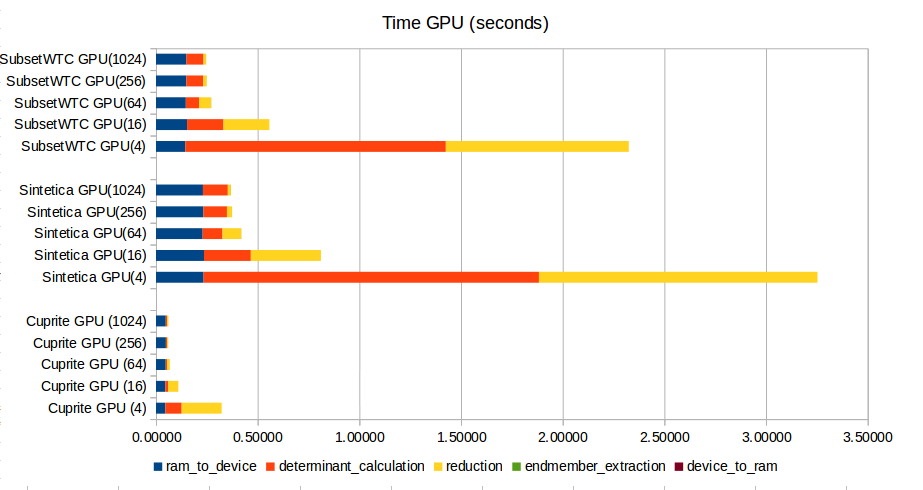 Time GPU (seconds)
SubsetWTC GPU(1024)
SubsetWTC GPU(256)
SubsetWTC GPU(64)
SubsetWTC GPU(16)
SubsetWTC GPU(4)
Sintetica GPU(1024)
Sintetica GPU(256)
Sintetica GPU(64)
Sintetica GPU(16)
Sintetica GPU(4)
Cuprite GPU (1024)
Cuprite GPU (256)
Cuprite GPU (64)
Cuprite GPU (16)
Cuprite GPU (4)
0.00000 0.50000 1.00000 1.50000 2.00000 2.50000 3.00000 3.50000
ram_to_device determinant_calculation reduction endmember_extraction device_to_ram